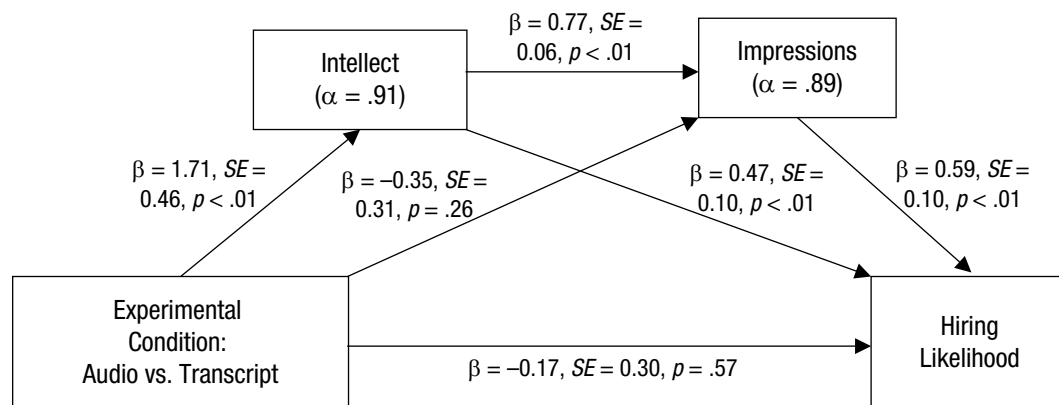 β = 0.77, SE =
0.06, p < .01
Intellect
(α = .91)
Impressions
(α = .89)
β = 1.71, SE =
0.46, p < .01
β = –0.35, SE =
0.31, p = .26
β = 0.47, SE =
0.10, p < .01
β = 0.59, SE =
0.10, p < .01
Experimental
Condition:
Audio vs. Transcript
Hiring
Likelihood
β = –0.17, SE = 0.30, p = .57